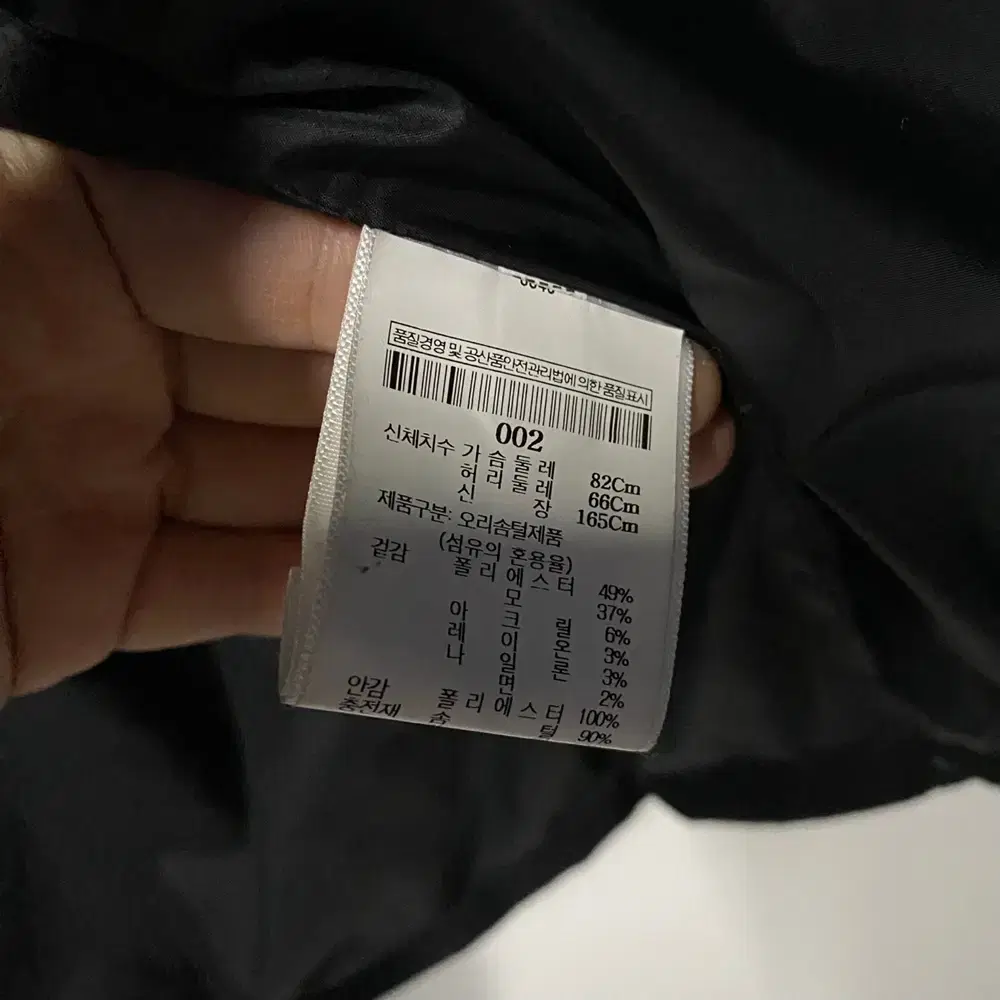 품질경영 및 공산품안전관리법에 의한 품질표시
002
신체치수 가슴둘레 82Cm
허리둘레 66Cm
신장 165Cm
제품구분: 오리솜털제품
(섬유의 혼용율)
겉감 폴리에스터 49%
모 37%
아크릴 6%
레이온 3%
나일론 3%
면 2%
안감 폴리에스터 100%
충전재 솜털 90%